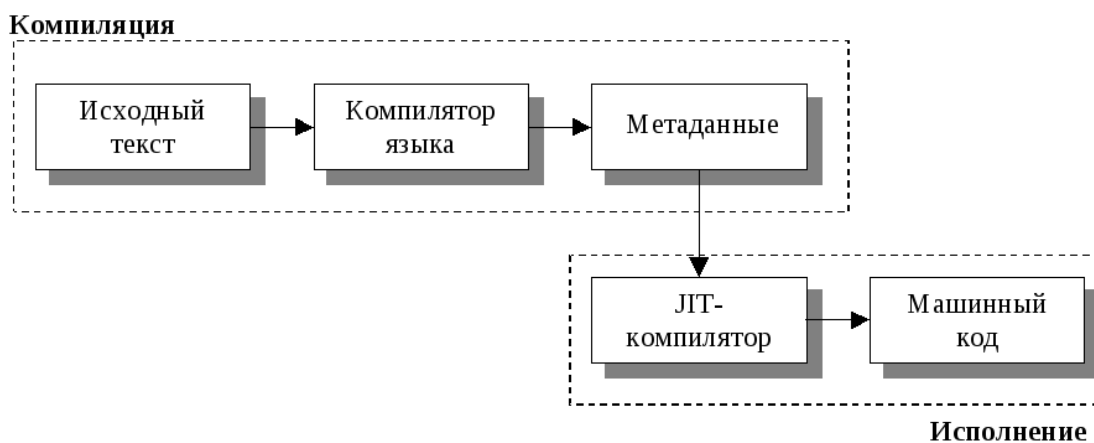 Компиляция
Исходный
текст
Компилятор
языка
Метаданные
JIT-
компилятор
Машинный
код
Исполнение